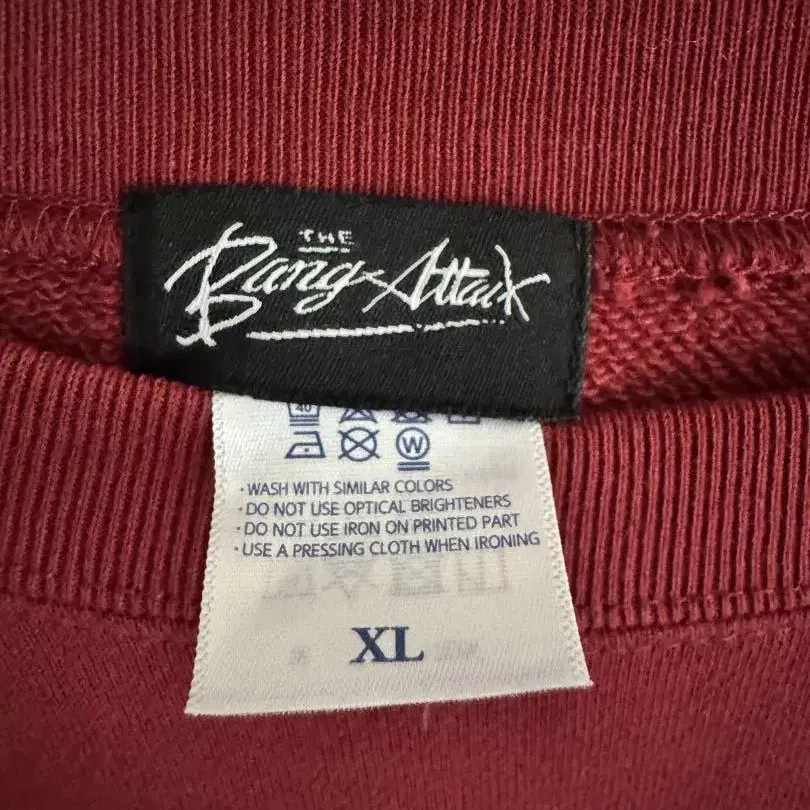 THE
Bang-Attack
40
W
· WASH WITH SIMILAR COLORS
· DO NOT USE OPTICAL BRIGHTENERS
· DO NOT USE IRON ON PRINTED PART
· USE A PRESSING CLOTH WHEN IRONING
XL